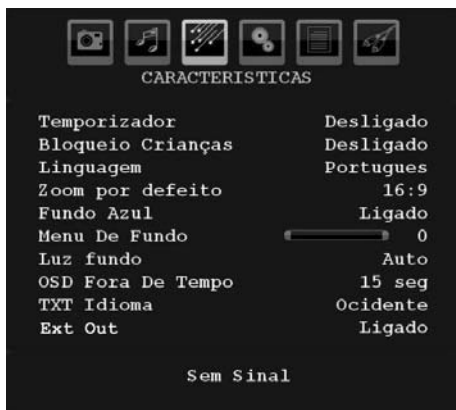 CARACTERISTICAS
Temporizador Desligado
Bloqueio Crianças Desligado
Linguagem Portugues
Zoom por defeito 16:9
Fundo Azul Ligado
Menu De Fundo 0
Luz fundo Auto
OSD Fora De Tempo 15 seg
TXT Idioma Ocidente
Ext Out Ligado
Sem Sinal